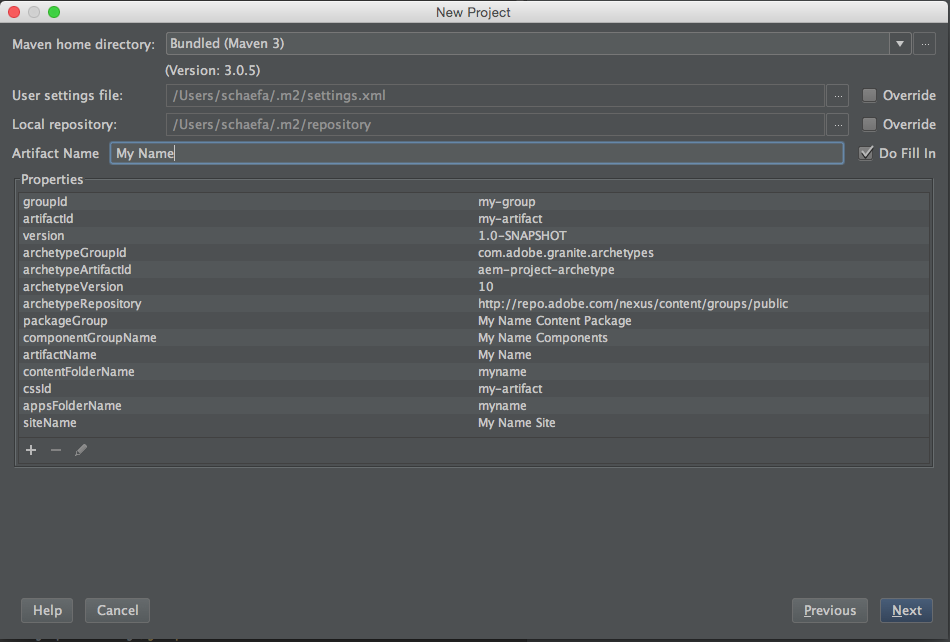 New Project
Maven home directory: Bundled (Maven 3) ...
(Version: 3.0.5)
User settings file: /Users/schaefa/.m2/settings.xml ... Override
Local repository: /Users/schaefa/.m2/repository ... Override
Artifact Name My Name Do Fill In
Properties
groupId my-group
artifactId my-artifact
version 1.0-SNAPSHOT
archetypeGroupId com.adobe.granite.archetypes
archetypeArtifactId aem-project-archetype
archetypeVersion 10
archetypeRepository http://repo.adobe.com/nexus/content/groups/public
packageGroup My Name Content Package
componentGroupName My Name Components
artifactName My Name
contentFolderName myname
cssId my-artifact
appsFolderName myname
siteName My Name Site
Help Cancel Previous Next